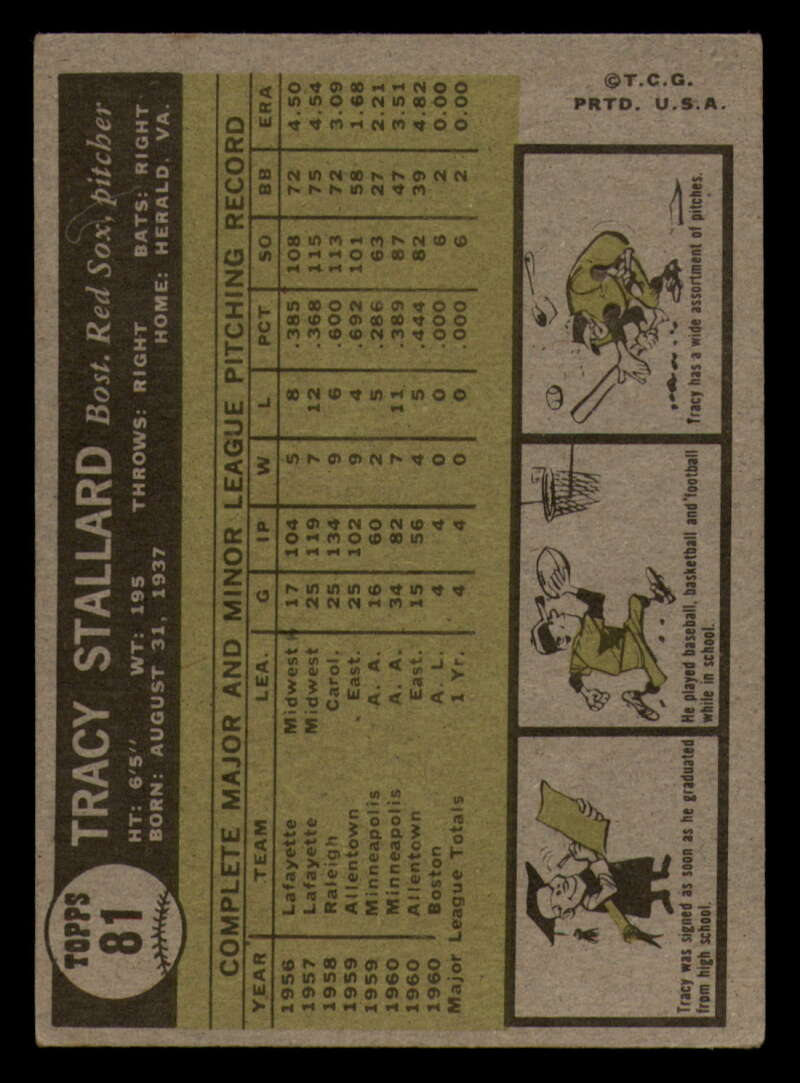 TOPPS
81
TRACY STALLARD Bost. Red Sox, pitcher
HT: 6'5" WT: 195 THROWS: RIGHT BATS: RIGHT
BORN: AUGUST 31, 1937 HOME: HERALD, VA.
COMPLETE MAJOR AND MINOR LEAGUE PITCHING RECORD
YEAR TEAM LEA. G IP W L PCT SO BB ERA
1956 Lafayette Midwest 17 104 5 8 .385 108 72 4.50
1957 Lafayette Midwest 25 119 7 12 .368 115 75 4.54
1958 Raleigh Carol. 25 134 9 6 .600 113 72 3.09
1959 Allentown East. 25 102 9 4 .692 101 58 1.68
1959 Minneapolis A. A. 16 60 2 5 .286 63 27 2.21
1960 Minneapolis A. A. 34 82 7 11 .389 87 47 3.51
1960 Allentown East. 15 56 4 5 .444 82 39 4.82
1960 Boston A. L. 4 4 0 0 .000 6 2 0.00
Major League Totals 1 Yr. 4 4 0 0 .000 6 2 0.00
Tracy was signed as soon as he graduated
from high school.
He played baseball, basketball and football
while in school.
Tracy has a wide assortment of pitches.
©T.C.G.
PRTD. U.S.A.